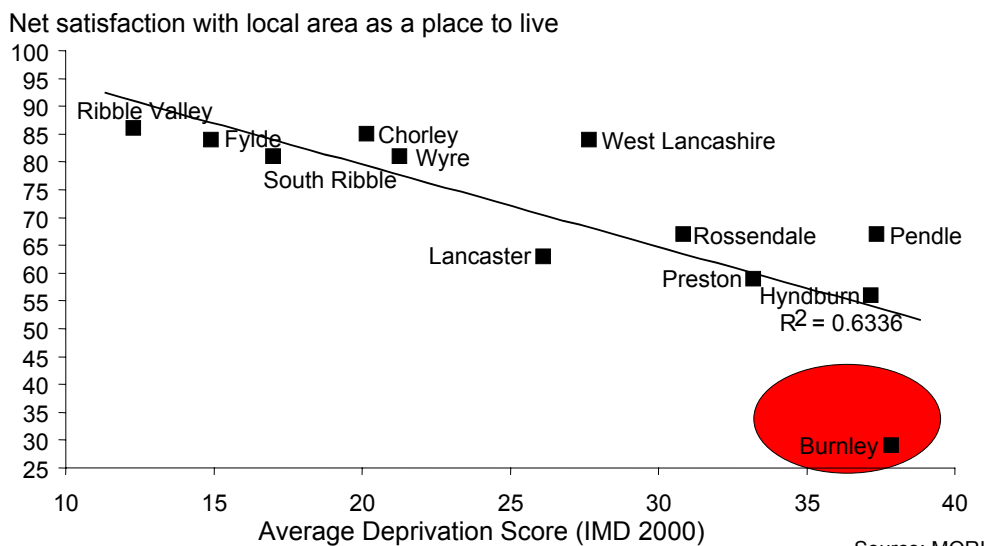 Net satisfaction with local area as a place to live
100
95
90
85
80
75
70
65
60
55
50
45
40
35
30
25
Ribble Valley
Fylde
South Ribble
Chorley
Wyre
West Lancashire
Lancaster
Rossendale
Pendle
Preston
Hyndburn
R² = 0.6336
Burnley
10 15 20 25 30 35 40
Average Deprivation Score (IMD 2000)
Source: MORI